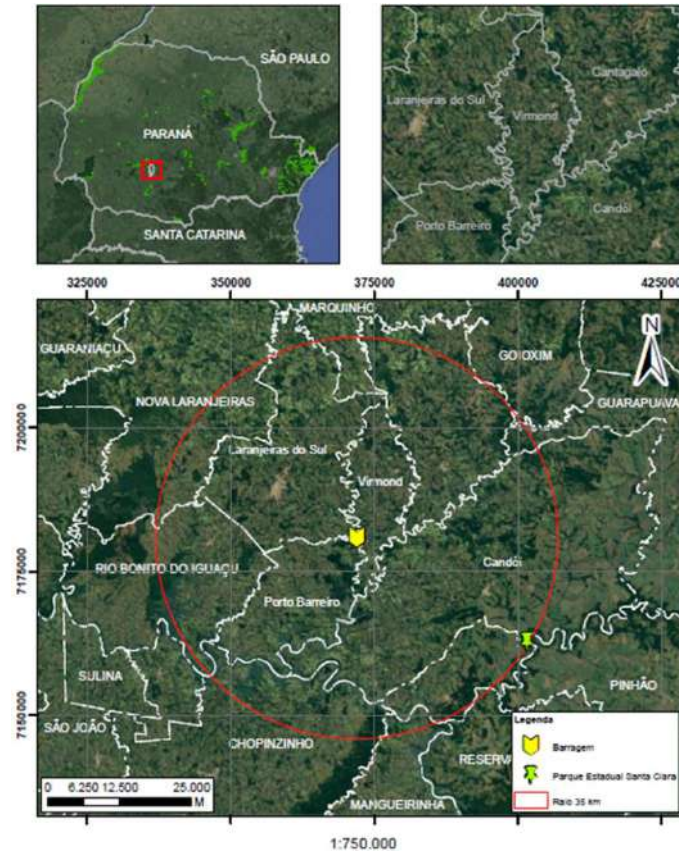 SÃO PAULO
PARANÁ
SANTA CATARINA
Cantagalo
Laranjeiras do Sul
Virmond
Candói
Porto Barreiro
325000 350000 375000 400000 425000
MARQUINHO
N
GUARANIAÇU
GOIOXIM
NOVA LARANJEIRAS
GUARAPUAVA
7200000
Laranjeiras do Sul
Virmond
7175000
RIO BONITO DO IGUAÇU
Candói
Porto Barreiro
SULINA
PINHÃO
7150000
SÃO JOÃO
CHOPINZINHO
RESERVA
MANGUEIRINHA
Legenda
Barragem
Parque Estadual Santa Clara
Raio 35 km
0 6.250 12.500 25.000
M
1:750.000